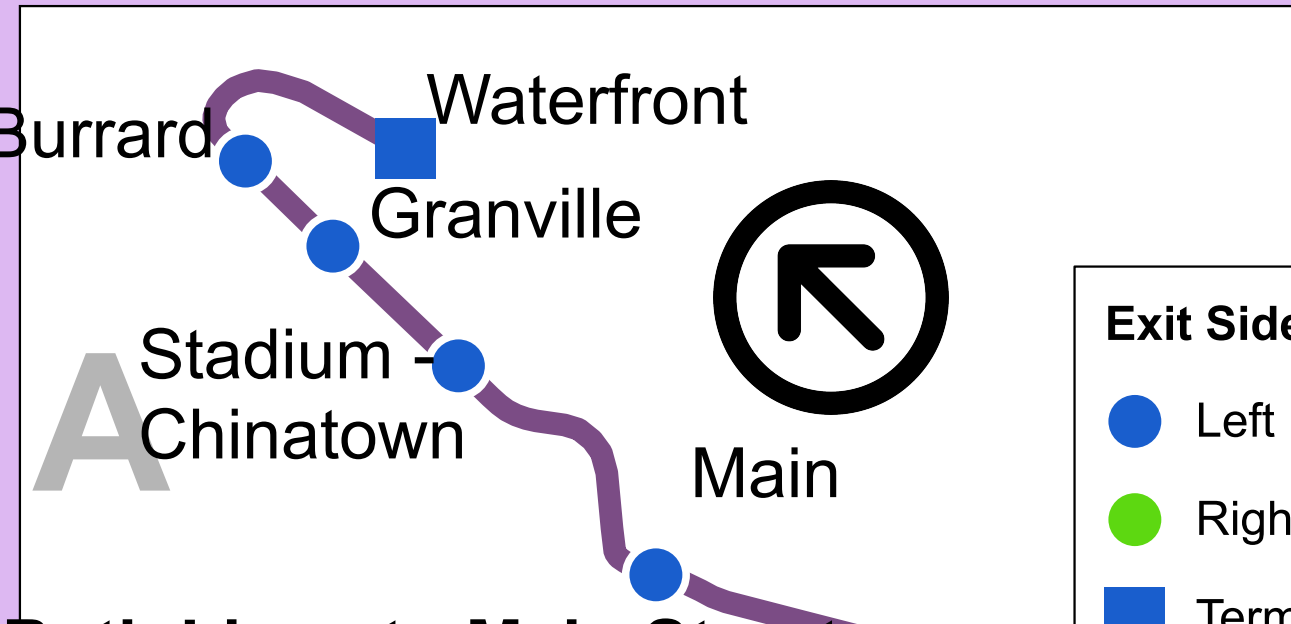 Waterfront
Burrard
Granville
Stadium -
Chinatown
A
Main
Exit Side
Left